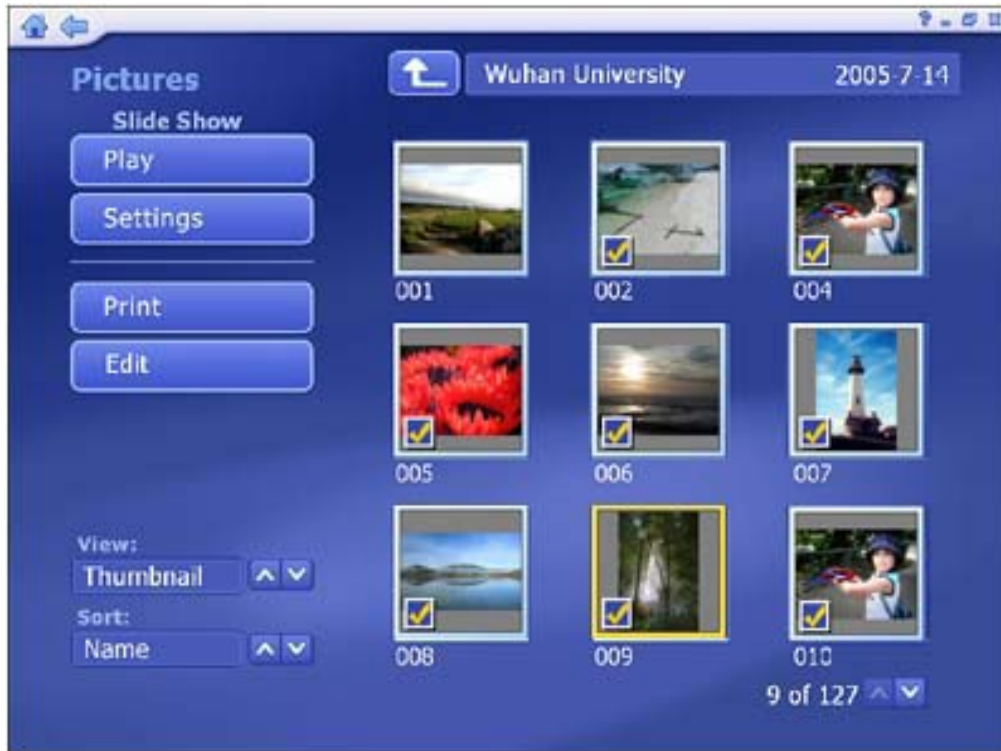 Pictures
Wuhan University 2005-7-14
Slide Show
Play
Settings
Print
Edit
001 002 004
005 006 007
View:
Thumbnail
Sort:
Name
008 009 010
9 of 127